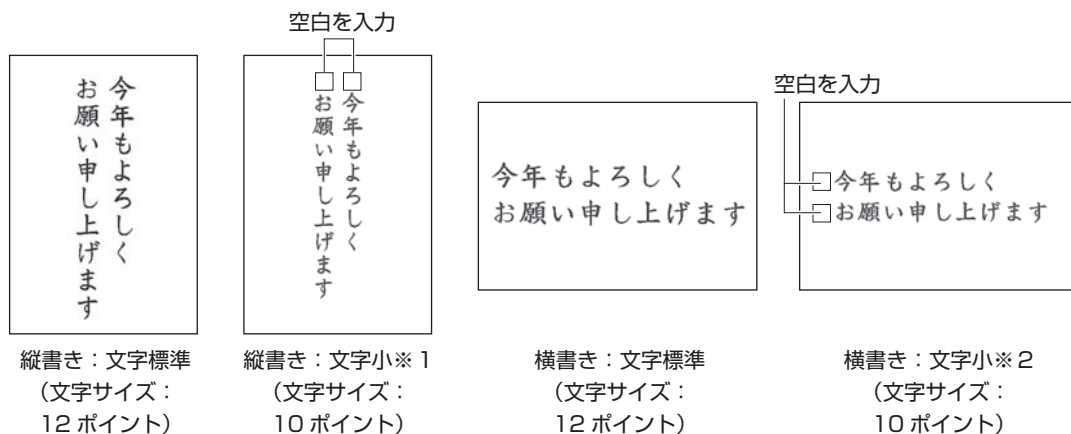 空白を入力
今年もよろしく
お願い申し上げます
縦書き：文字標準
（文字サイズ：
12 ポイント）
今年もよろしく
お願い申し上げます
縦書き：文字小※1
（文字サイズ：
10 ポイント）
今年もよろしく
お願い申し上げます
横書き：文字標準
（文字サイズ：
12 ポイント）
空白を入力
今年もよろしく
お願い申し上げます
横書き：文字小※2
（文字サイズ：
10 ポイント）